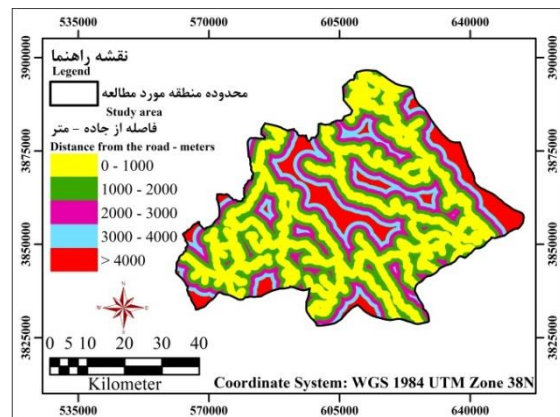 535000 570000 605000 640000
3900000
3875000
3850000
3825000
نقشه راهنما
Legend
محدوده منطقه مورد مطالعه
Study area
فاصله از جاده - متر
Distance from the road - meters
0 - 1000
1000 - 2000
2000 - 3000
3000 - 4000
> 4000
N
W E
S
0 5 10 20 30 40
Kilometer
Coordinate System: WGS 1984 UTM Zone 38N
3900000
3875000
3850000
3825000
535000 570000 605000 640000